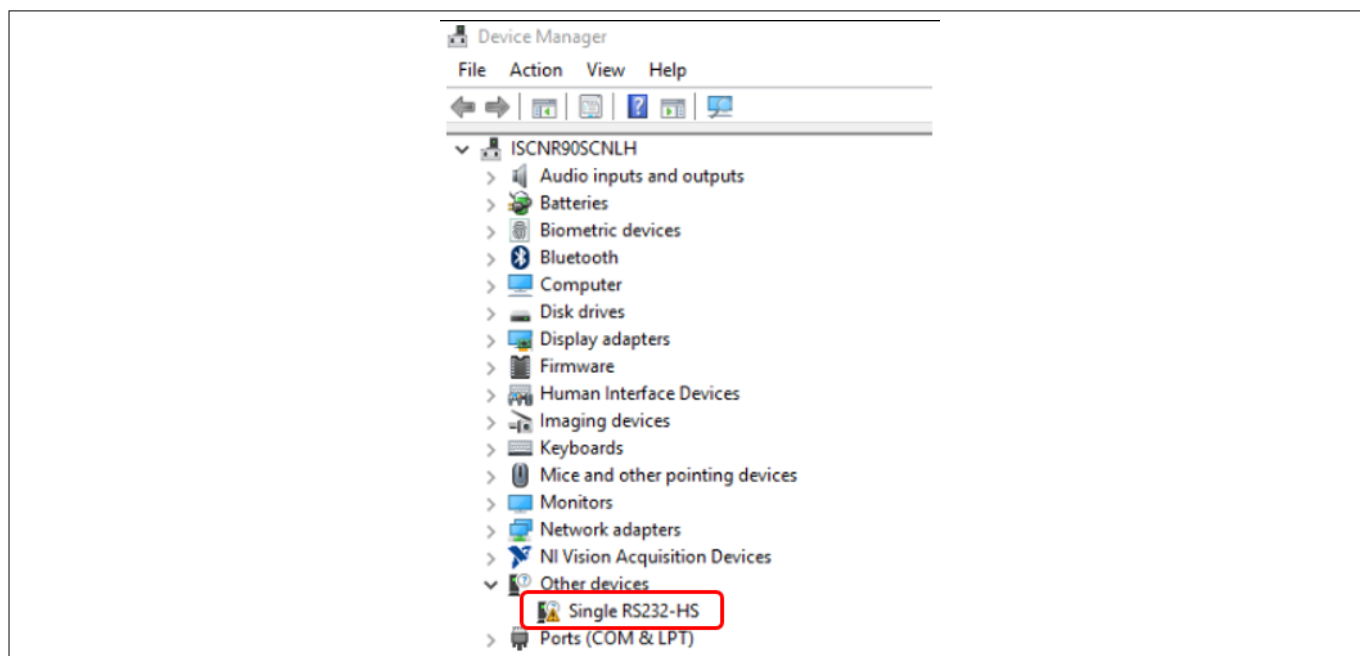 Device Manager
File Action View Help
ISCNR90SCNLH
Audio inputs and outputs
Batteries
Biometric devices
Bluetooth
Computer
Disk drives
Display adapters
Firmware
Human Interface Devices
Imaging devices
Keyboards
Mice and other pointing devices
Monitors
Network adapters
NI Vision Acquisition Devices
Other devices
Single RS232-HS
Ports (COM & LPT)